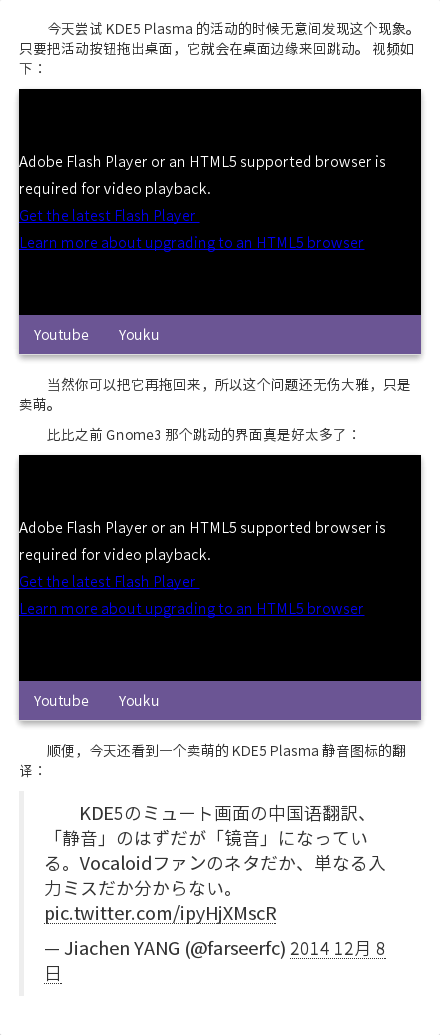 今天尝试 KDE5 Plasma 的活动的时候无意间发现这个现象。
只要把活动按钮拖出桌面，它就会在桌面边缘来回跳动。 视频如
下：
Adobe Flash Player or an HTML5 supported browser is
required for video playback.
Get the latest Flash Player
Learn more about upgrading to an HTML5 browser
Youtube Youku
当然你可以把它再拖回来，所以这个问题还无伤大雅，只是
卖萌。
比比之前 Gnome3 那个跳动的界面真是好太多了：
Adobe Flash Player or an HTML5 supported browser is
required for video playback.
Get the latest Flash Player
Learn more about upgrading to an HTML5 browser
Youtube Youku
顺便，今天还看到一个卖萌的 KDE5 Plasma 静音图标的翻
译：
KDE5のミュート画面の中国语翻訳、
「静音」のはずだが「镜音」になってい
る。Vocaloidファンのネタだか、単なる入
力ミスだか分からない。
pic.twitter.com/ipyHjXMscR
— Jiachen YANG (@farseerfc) 2014 12月 8
日